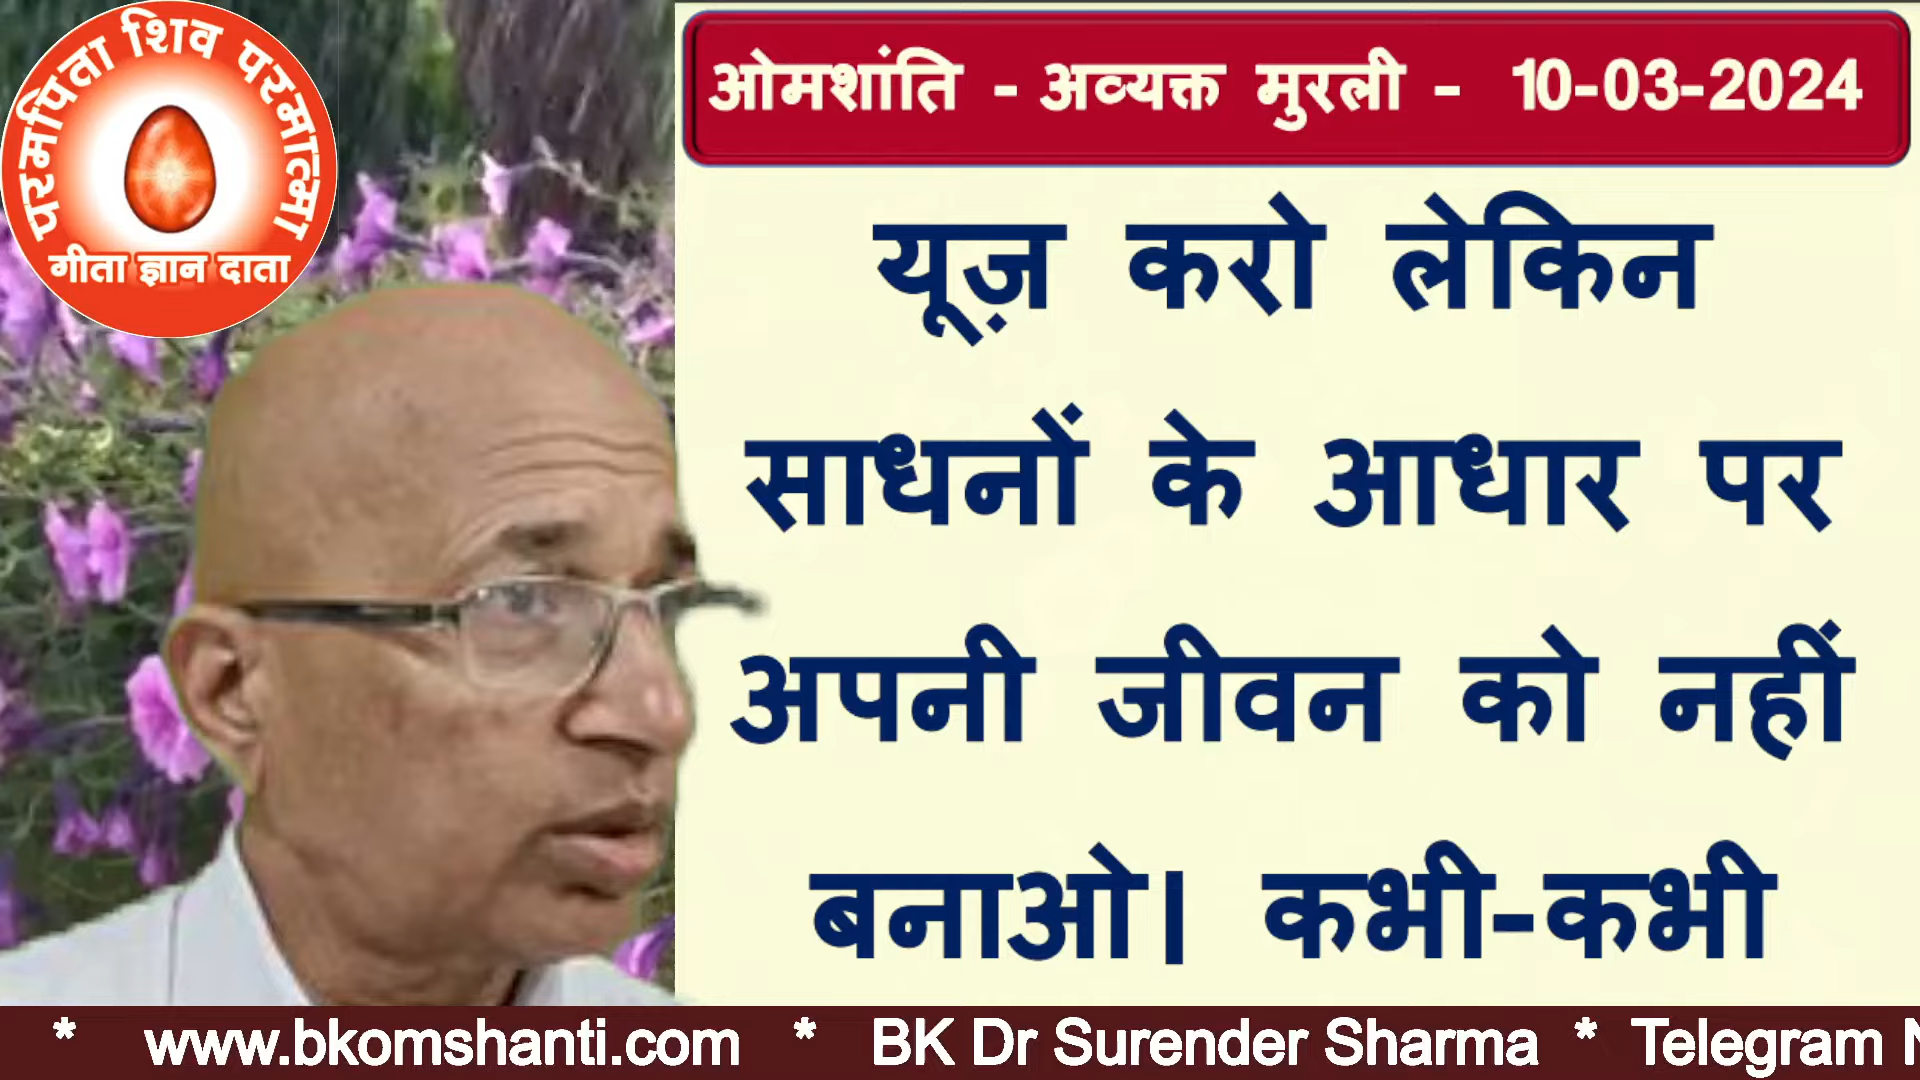 परमपिता शिव परमात्मा
गीता ज्ञान दाता
ओमशांति - अव्यक्त मुरली - 10-03-2024
यूज़ करो लेकिन
साधनों के आधार पर
अपनी जीवन को नहीं
बनाओ। कभी-कभी
* www.bkomshanti.com * BK Dr Surender Sharma * Telegram N